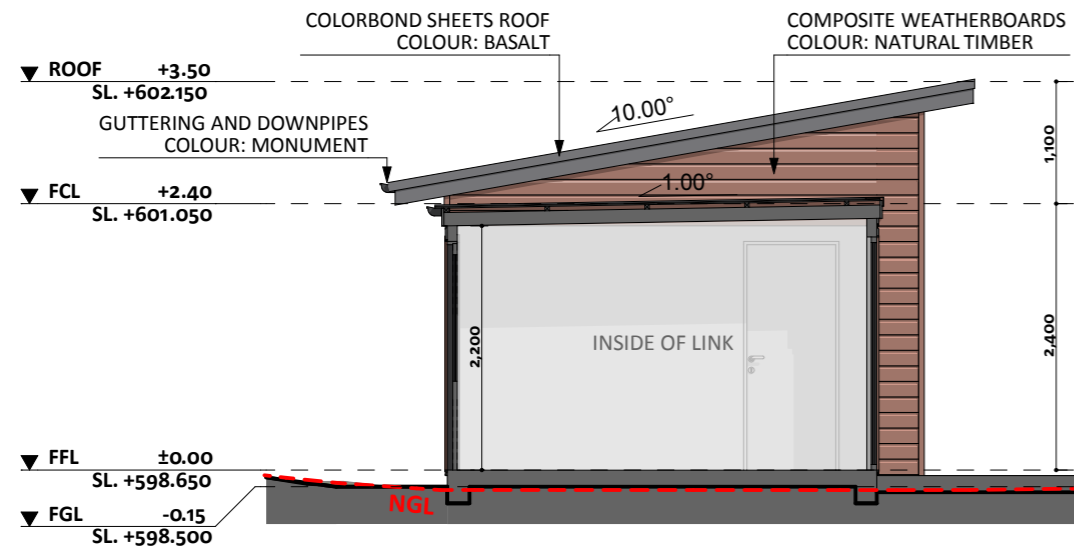 COLORBOND SHEETS ROOF
COLOUR: BASALT
COMPOSITE WEATHERBOARDS
COLOUR: NATURAL TIMBER
ROOF +3.50
SL. +602.150
10.00°
GUTTERING AND DOWNPIPES
COLOUR: MONUMENT
1,100
FCL +2.40
SL. +601.050
1.00°
2,200
INSIDE OF LINK
2,400
FFL ±0.00
SL. +598.650
NGL
FGL -0.15
SL. +598.500